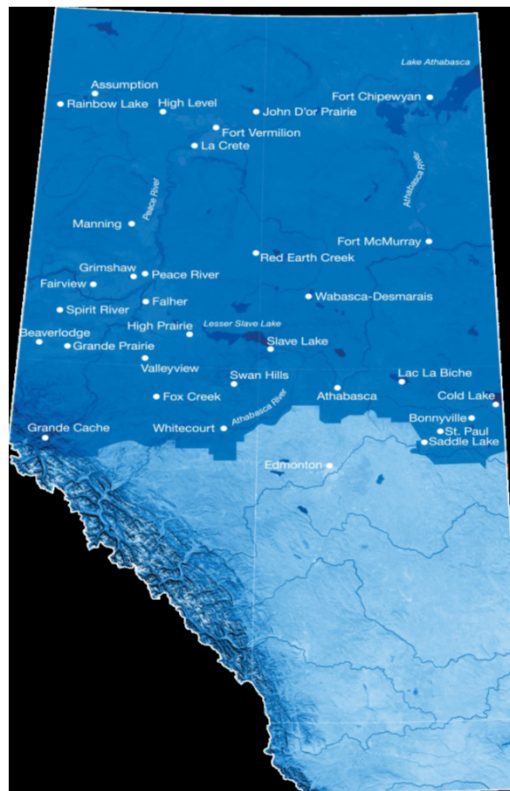 Lake Athabasca
Assumption
Rainbow Lake
High Level
John D'or Prairie
Fort Chipewyan
Fort Vermilion
La Crete
Peace River
Athabasca River
Manning
Fort McMurray
Red Earth Creek
Grimshaw
Peace River
Fairview
Wabasca-Desmarais
Falher
Spirit River
High Prairie
Lesser Slave Lake
Beaverlodge
Grande Prairie
Slave Lake
Valleyview
Swan Hills
Lac La Biche
Fox Creek
Athabasca
Cold Lake
Athabasca River
Bonnyville
Grande Cache
Whitecourt
St. Paul
Saddle Lake
Edmonton